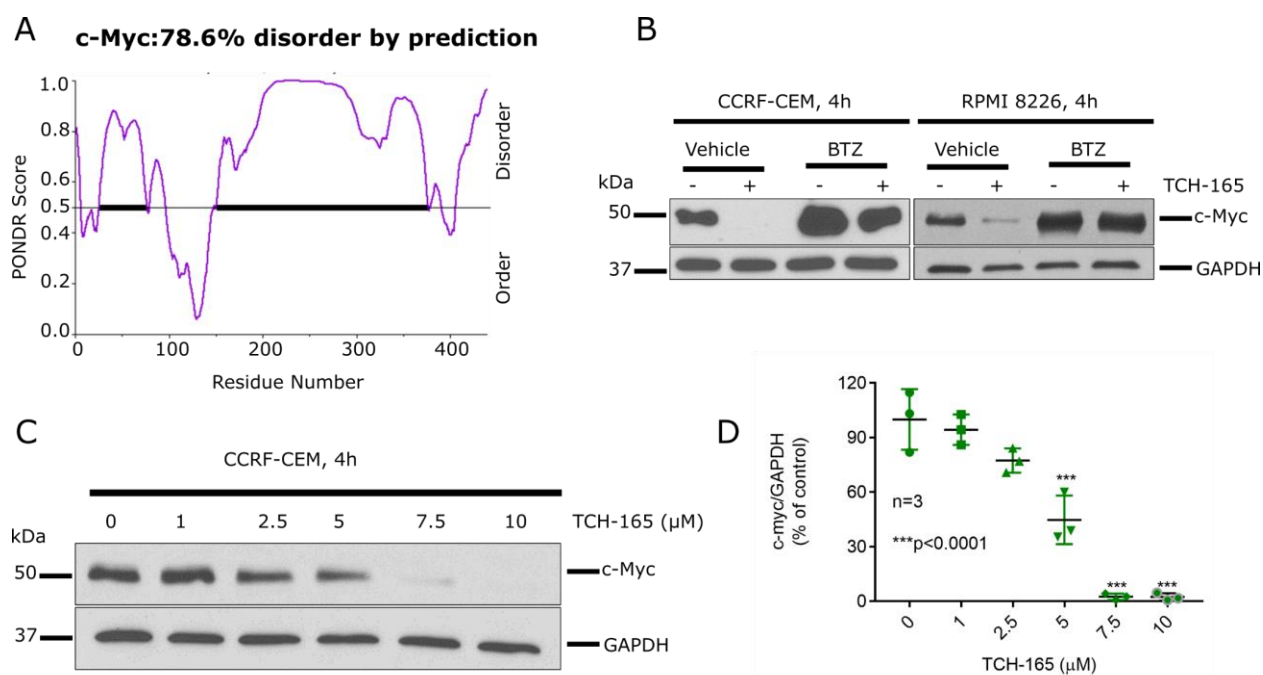 A
c-Myc:78.6% disorder by prediction
1.0
0.8
0.6
0.5
0.4
0.2
0.0
PONDR Score
Disorder
Order
0 100 200 300 400
Residue Number
B
CCRF-CEM, 4h RPMI 8226, 4h
Vehicle BTZ Vehicle BTZ
kDa - + - + - + - + TCH-165
50 c-Myc
37 GAPDH
C
CCRF-CEM, 4h
0 1 2.5 5 7.5 10 TCH-165 (μM)
kDa
50 c-Myc
37 GAPDH
D
120
90
60
30
0
c-myc/GAPDH
(% of control)
n=3
***p<0.0001
***
*** ***
0 1 2.5 5 7.5 10
TCH-165 (μM)